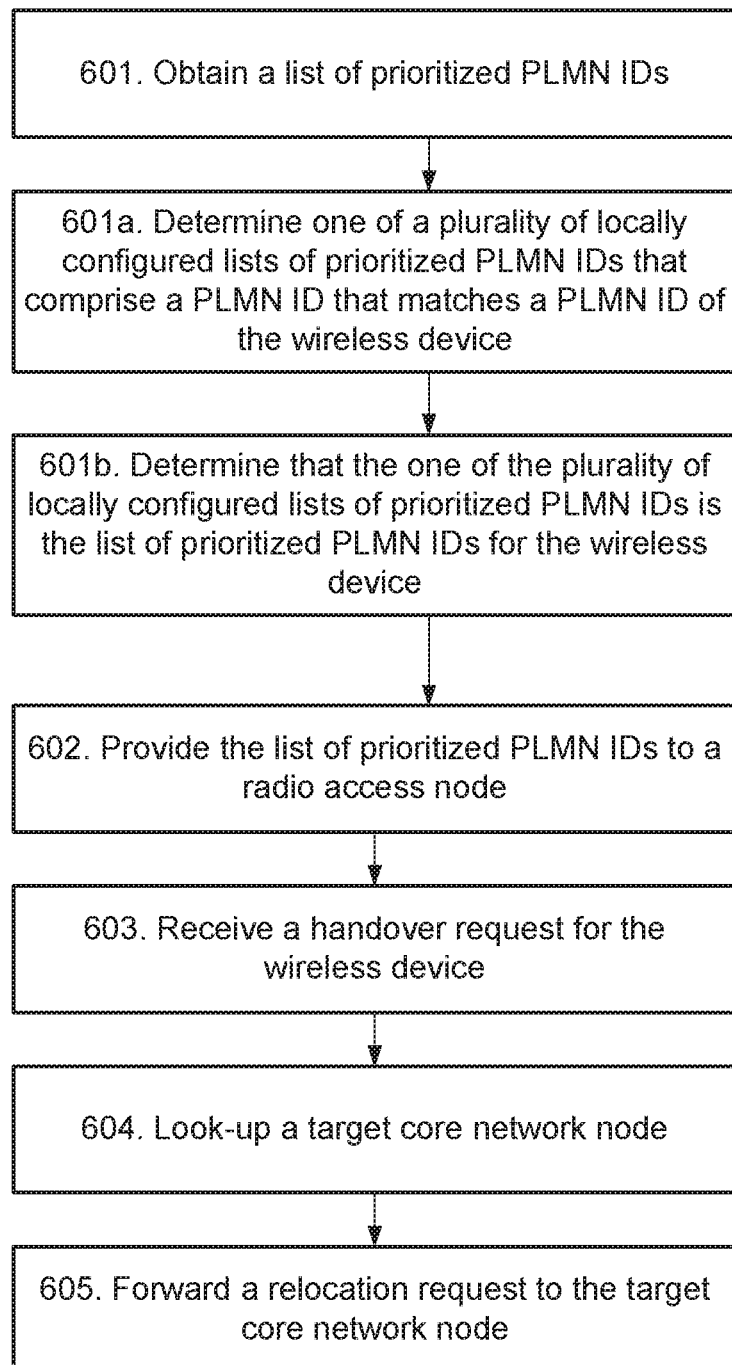 601. Obtain a list of prioritized PLMN IDs
601a. Determine one of a plurality of locally
configured lists of prioritized PLMN IDs that
comprise a PLMN ID that matches a PLMN ID of
the wireless device
601b. Determine that the one of the plurality of
locally configured lists of prioritized PLMN IDs is
the list of prioritized PLMN IDs for the wireless
device
602. Provide the list of prioritized PLMN IDs to a
radio access node
603. Receive a handover request for the
wireless device
604. Look-up a target core network node
605. Forward a relocation request to the target
core network node